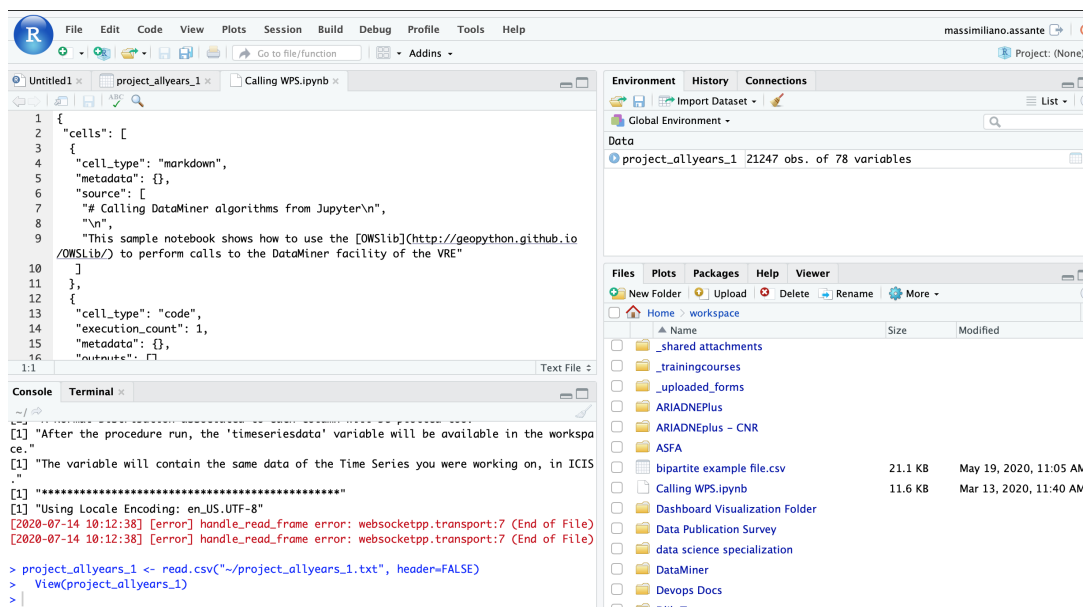 R File Edit Code View Plots Session Build Debug Profile Tools Help massimiliano.assante
Go to file/function Addins Project: (None)
Untitled1 project_allyears_1 Calling WPS.ipynb
ABC
1 {
2 "cells": [
3 {
4 "cell_type": "markdown",
5 "metadata": {},
6 "source": [
7 "# Calling DataMiner algorithms from Jupyter\n",
8 "\n",
9 "This sample notebook shows how to use the [OWSlib](http://geopython.github.io
/OWSLib/) to perform calls to the DataMiner facility of the VRE"
10 ]
11 },
12 {
13 "cell_type": "code",
14 "execution_count": 1,
15 "metadata": {},
16 "outputs": []
1:1 Text File
Console Terminal
~/
[1] "After the procedure run, the 'timeseriesdata' variable will be available in the workspa
ce."
[1] "The variable will contain the same data of the Time Series you were working on, in ICIS
."
[1] "************************************************"
[1] "Using Locale Encoding: en_US.UTF-8"
[2020-07-14 10:12:38] [error] handle_read_frame error: websocketpp.transport:7 (End of File)
[2020-07-14 10:12:38] [error] handle_read_frame error: websocketpp.transport:7 (End of File)
> project_allyears_1 <- read.csv("~/project_allyears_1.txt", header=FALSE)
> View(project_allyears_1)
>
Environment History Connections
Import Dataset List
Global Environment
Data
project_allyears_1 21247 obs. of 78 variables
Files Plots Packages Help Viewer
New Folder Upload Delete Rename More
Home > workspace
Name Size Modified
_shared attachments
_trainingcourses
_uploaded_forms
ARIADNEPlus
ARIADNEplus - CNR
ASFA
bipartite example file.csv 21.1 KB May 19, 2020, 11:05 AM
Calling WPS.ipynb 11.6 KB Mar 13, 2020, 11:40 AM
Dashboard Visualization Folder
Data Publication Survey
data science specialization
DataMiner
Devops Docs